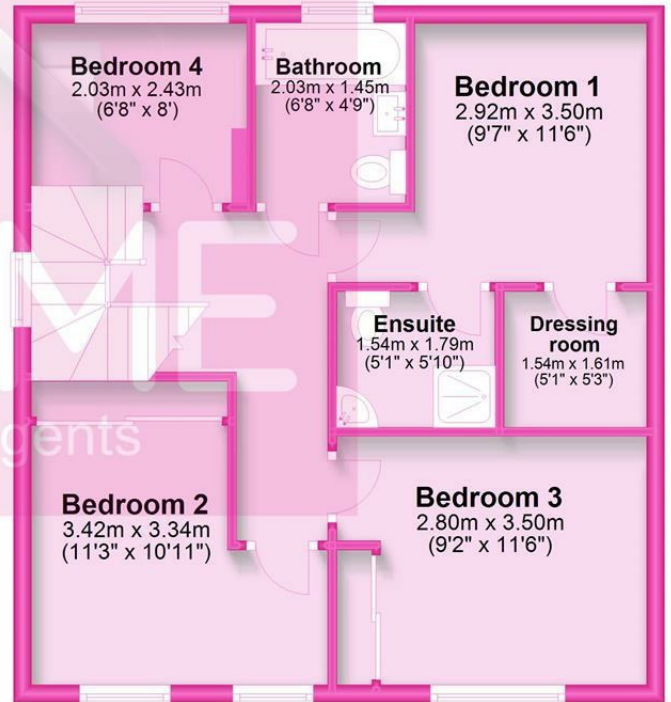 Bedroom 4
2.03m x 2.43m
(6'8" x 8')
Bathroom
2.03m x 1.45m
(6'8" x 4'9")
Bedroom 1
2.92m x 3.50m
(9'7" x 11'6")
ME
Ensuite
1.54m x 1.79m
(5'1" x 5'10")
Dressing
room
1.54m x 1.61m
(5'1" x 5'3")
gents
Bedroom 2
3.42m x 3.34m
(11'3" x 10'11")
Bedroom 3
2.80m x 3.50m
(9'2" x 11'6")